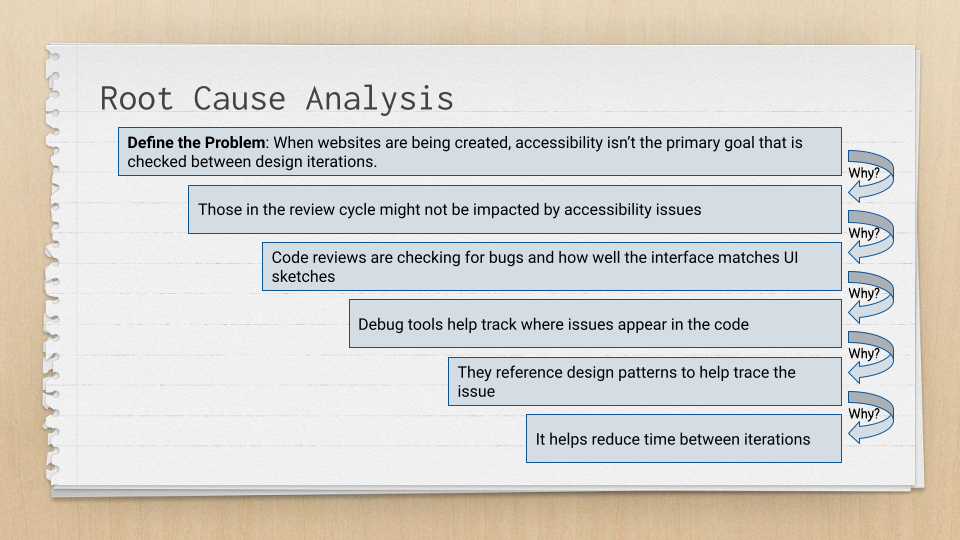 Root Cause Analysis
Define the Problem: When websites are being created, accessibility isn’t the primary goal that is
checked between design iterations.
Why?
Those in the review cycle might not be impacted by accessibility issues
Why?
Code reviews are checking for bugs and how well the interface matches UI
sketches
Why?
Debug tools help track where issues appear in the code
Why?
They reference design patterns to help trace the
issue
Why?
It helps reduce time between iterations